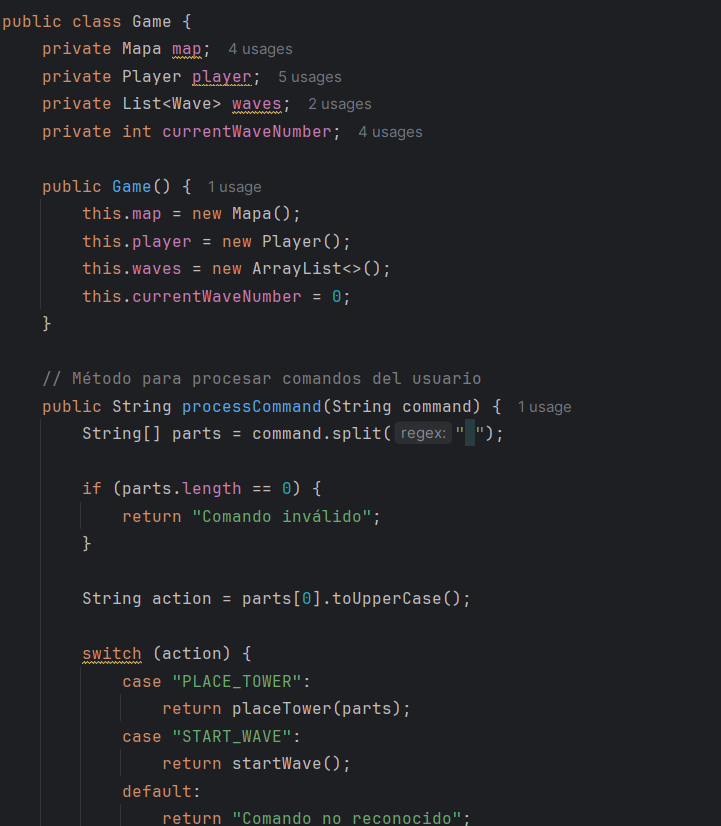 public class Game {
    private Mapa map;  4 usages
    private Player player;  5 usages
    private List<Wave> waves;  2 usages
    private int currentWaveNumber;  4 usages
    public Game() {  1 usage
        this.map = new Mapa();
        this.player = new Player();
        this.waves = new ArrayList<>();
        this.currentWaveNumber = 0;
    }
    // Método para procesar comandos del usuario
    public String processCommand(String command) {  1 usage
        String[] parts = command.split( regex: " ");
        if (parts.length == 0) {
            return "Comando inválido";
        }
        String action = parts[0].toUpperCase();
        switch (action) {
            case "PLACE_TOWER":
                return placeTower(parts);
            case "START_WAVE":
                return startWave();
            default:
                return "Comando no reconocido";